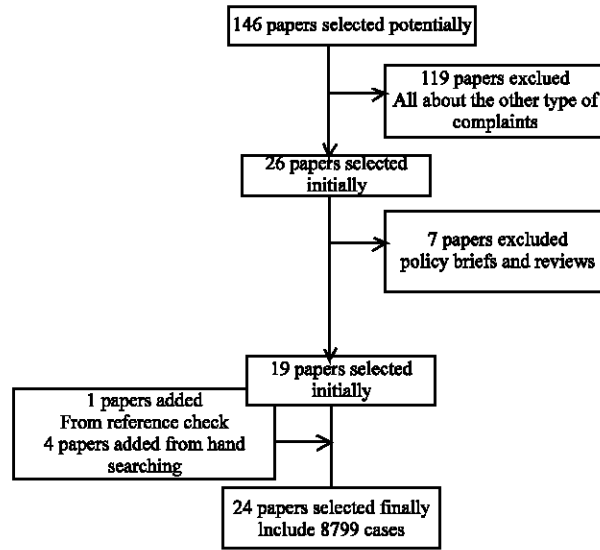 146 papers selected potentially
119 papers exclued
All about the other type of
complaints
26 papers selected
initially
7 papers excluded
policy briefs and reviews
19 papers selected
initially
1 papers added
From reference check
4 papers added from hand
searching
24 papers selected finally
Include 8799 cases